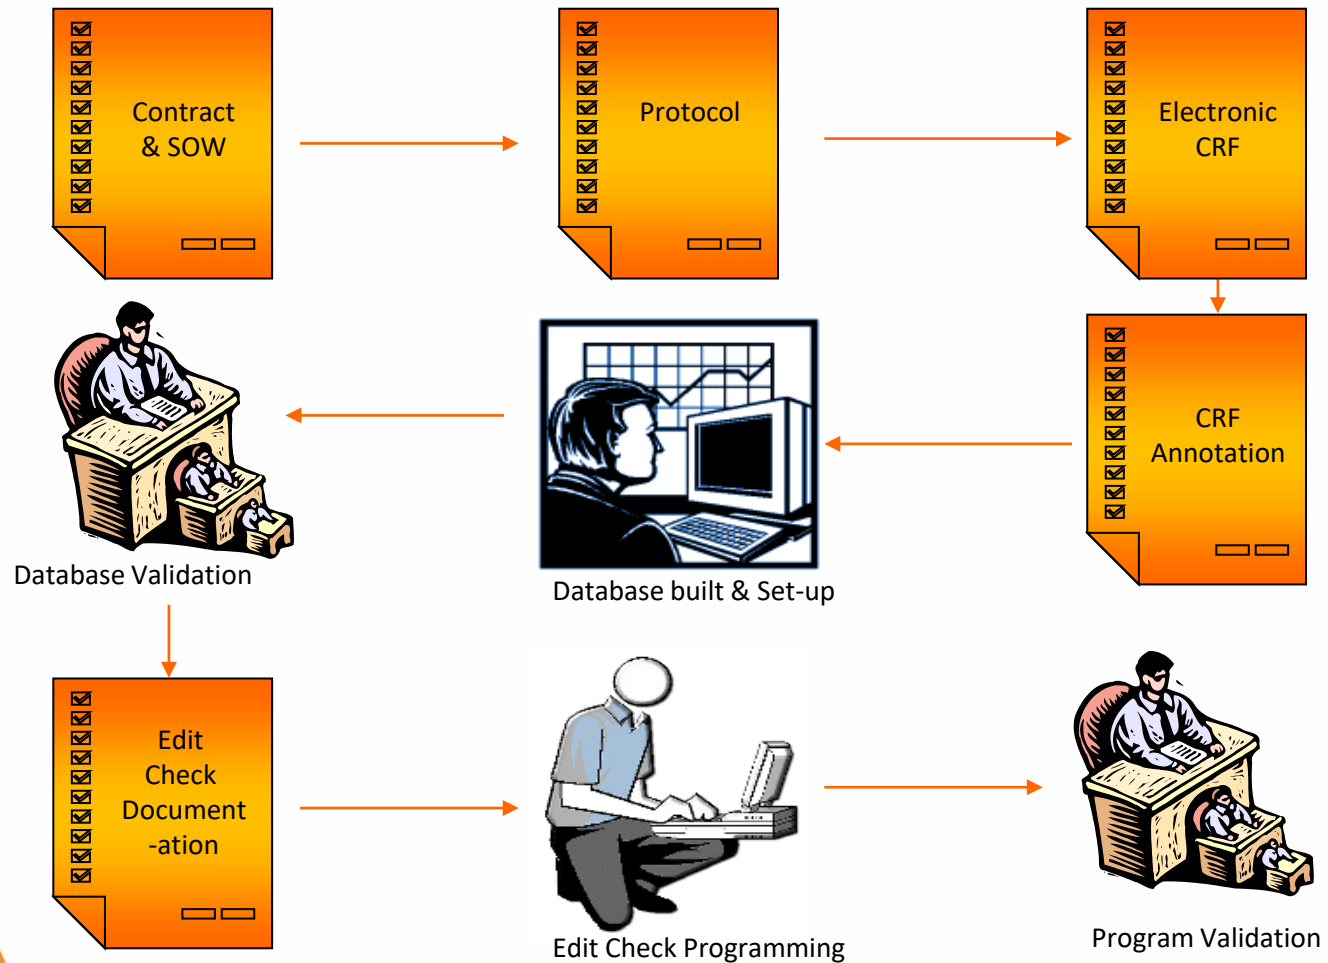 Contract
& SOW
Protocol
Electronic
CRF
CRF
Annotation
Database built & Set-up
Database Validation
Edit
Check
Document
-ation
Edit Check Programming
Program Validation